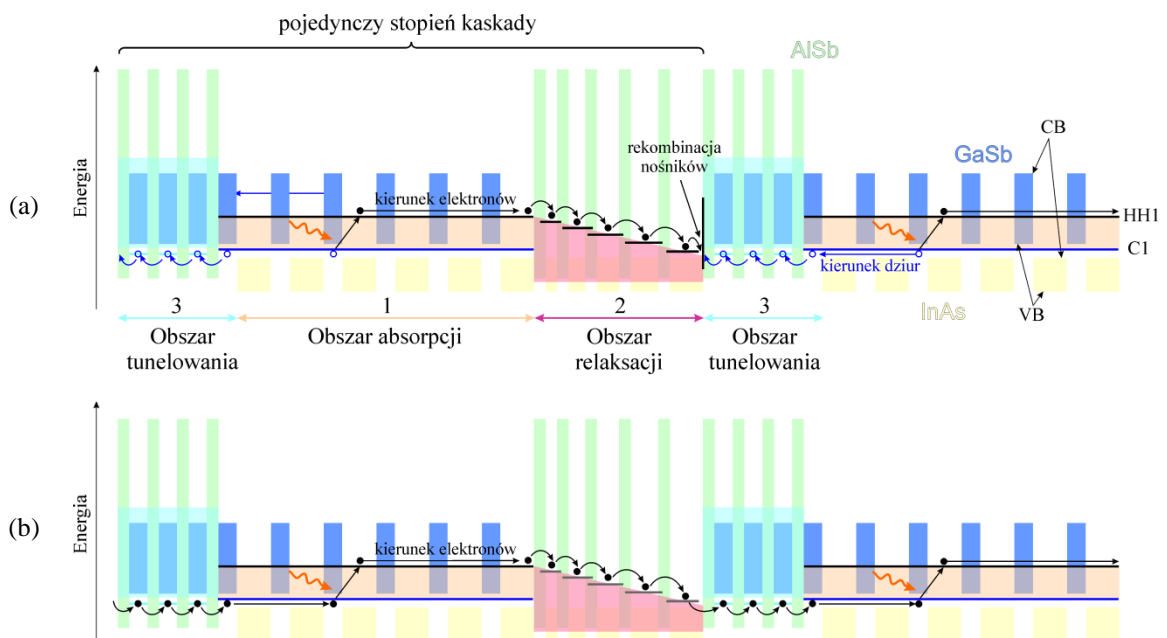 pojedynczy stopień kaskady
AlSb
(a)
Energia
rekombinacja
nośników
GaSb
CB
kierunek elektronów
HH1
C1
kierunek dziur
InAs
VB
3
1
2
3
Obszar
tunelowania
Obszar absorpcji
Obszar
relaksacji
Obszar
tunelowania
(b)
Energia
kierunek elektronów